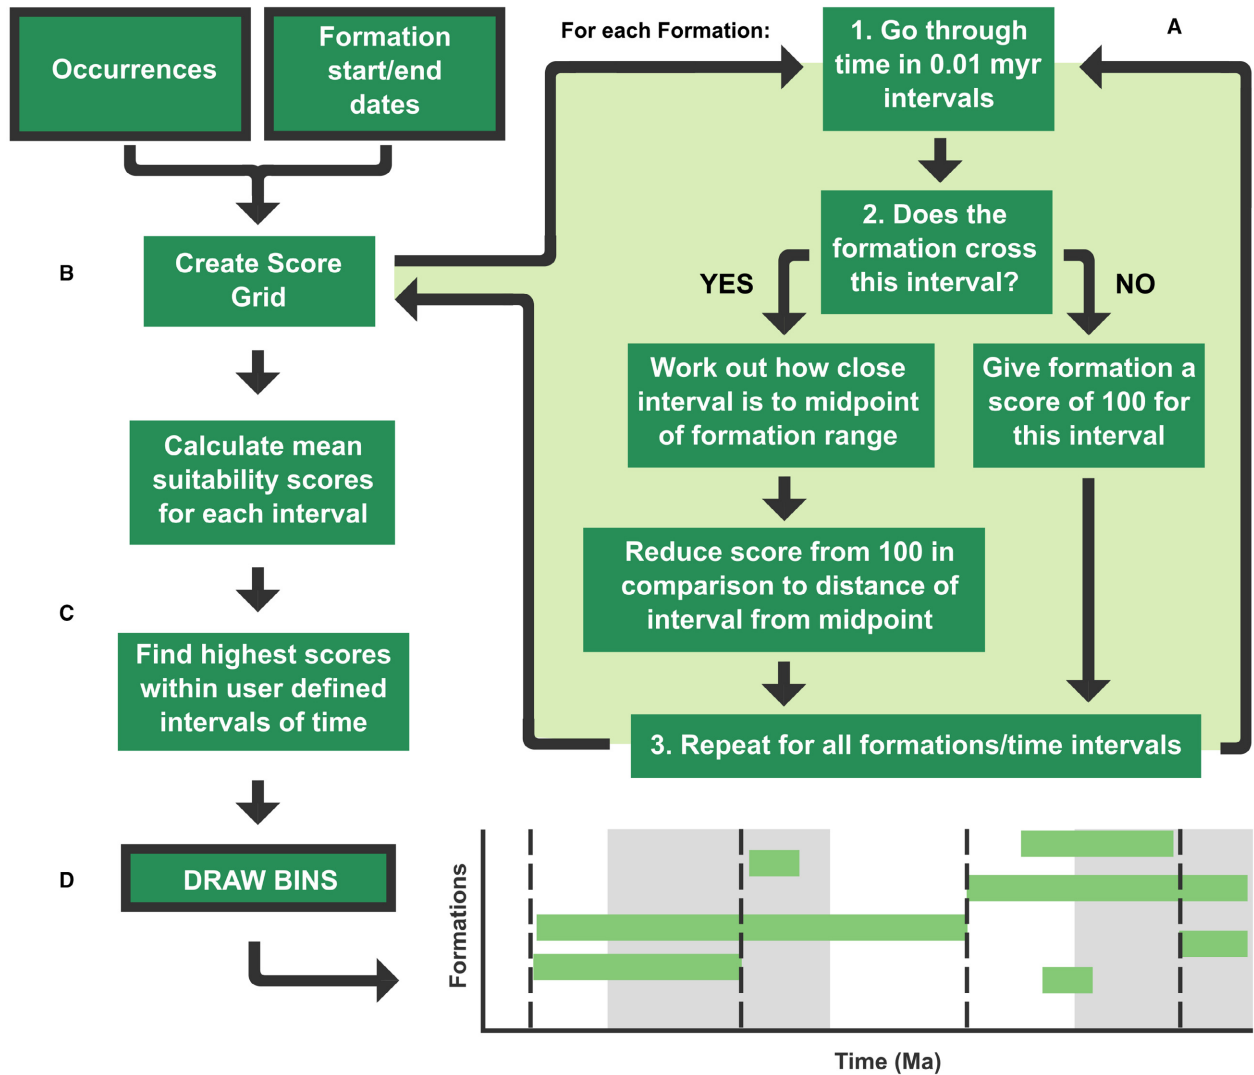 Occurrences
Formation
start/end
dates
For each Formation:
A
1. Go through
time in 0.01 myr
intervals
2. Does the
formation cross
this interval?
YES
NO
Work out how close
interval is to midpoint
of formation range
Give formation a
score of 100 for
this interval
Reduce score from 100 in
comparison to distance of
interval from midpoint
3. Repeat for all formations/time intervals
B
Create Score
Grid
Calculate mean
suitability scores
for each interval
C
Find highest scores
within user defined
intervals of time
D
DRAW BINS
Formations
Time (Ma)